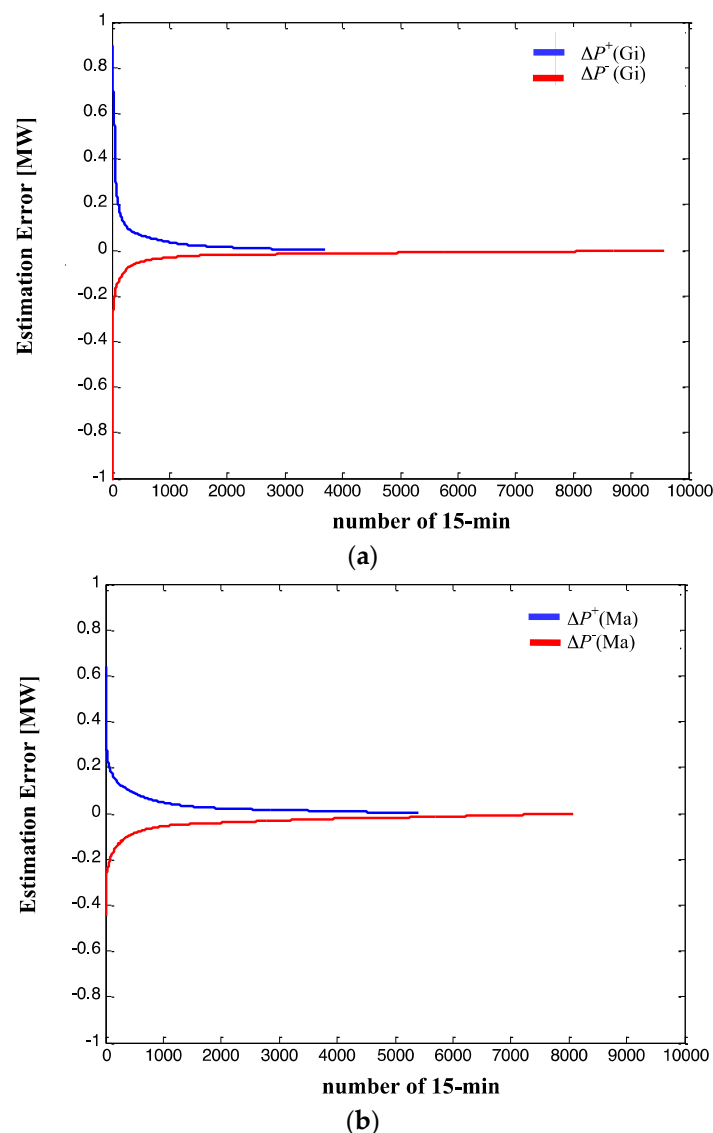 1
0.8
0.6
0.4
0.2
0
-0.2
-0.4
-0.6
-0.8
-1
Estimation Error [MW]
ΔP⁺(Gi)
ΔP⁻(Gi)
0 1000 2000 3000 4000 5000 6000 7000 8000 9000 10000
number of 15-min
(a)
1
0.8
0.6
0.4
0.2
0
-0.2
-0.4
-0.6
-0.8
-1
Estimation Error [MW]
ΔP⁺(Ma)
ΔP⁻(Ma)
0 1000 2000 3000 4000 5000 6000 7000 8000 9000 10000
number of 15-min
(b)